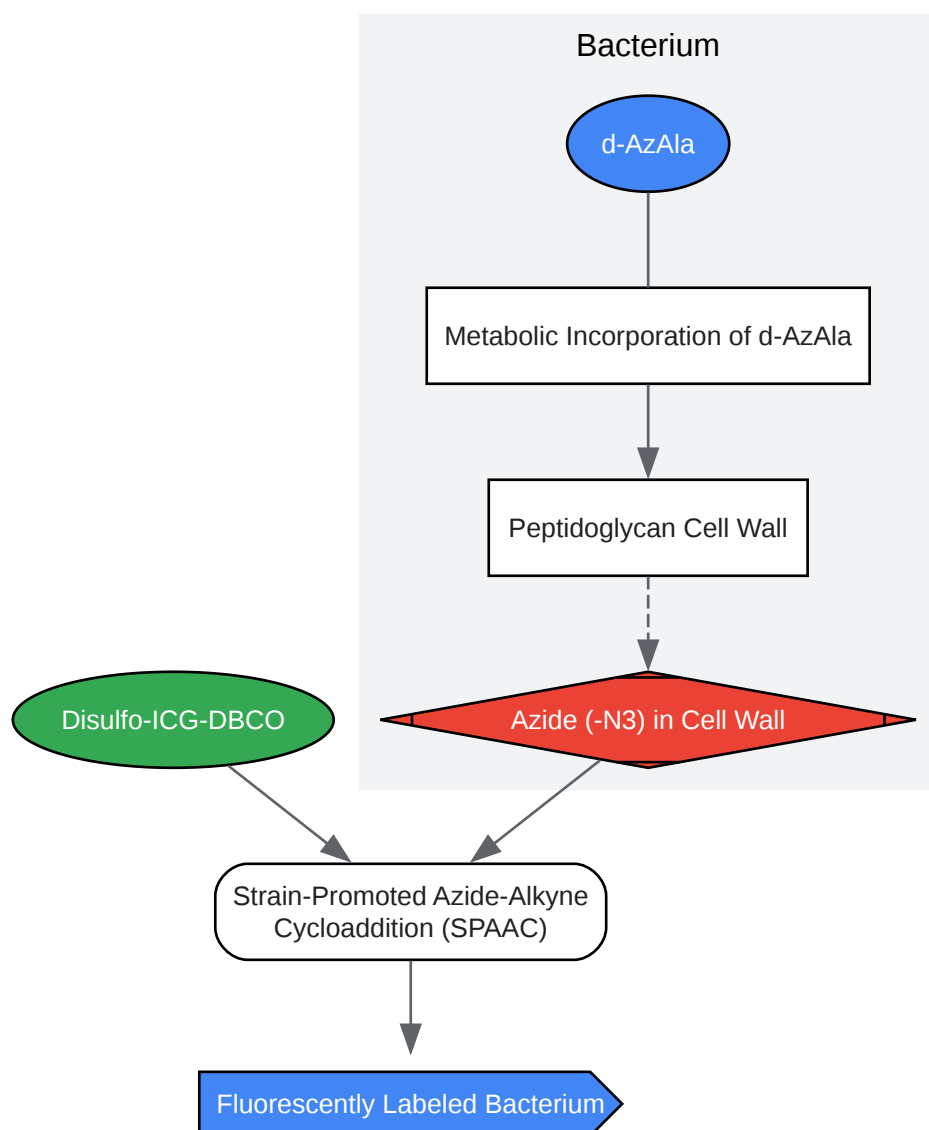 Bacterium
d-AzAla
Metabolic Incorporation of d-AzAla
Peptidoglycan Cell Wall
Disulfo-ICG-DBCO
Azide (-N3) in Cell Wall
Strain-Promoted Azide-Alkyne
Cycloaddition (SPAAC)
Fluorescently Labeled Bacterium